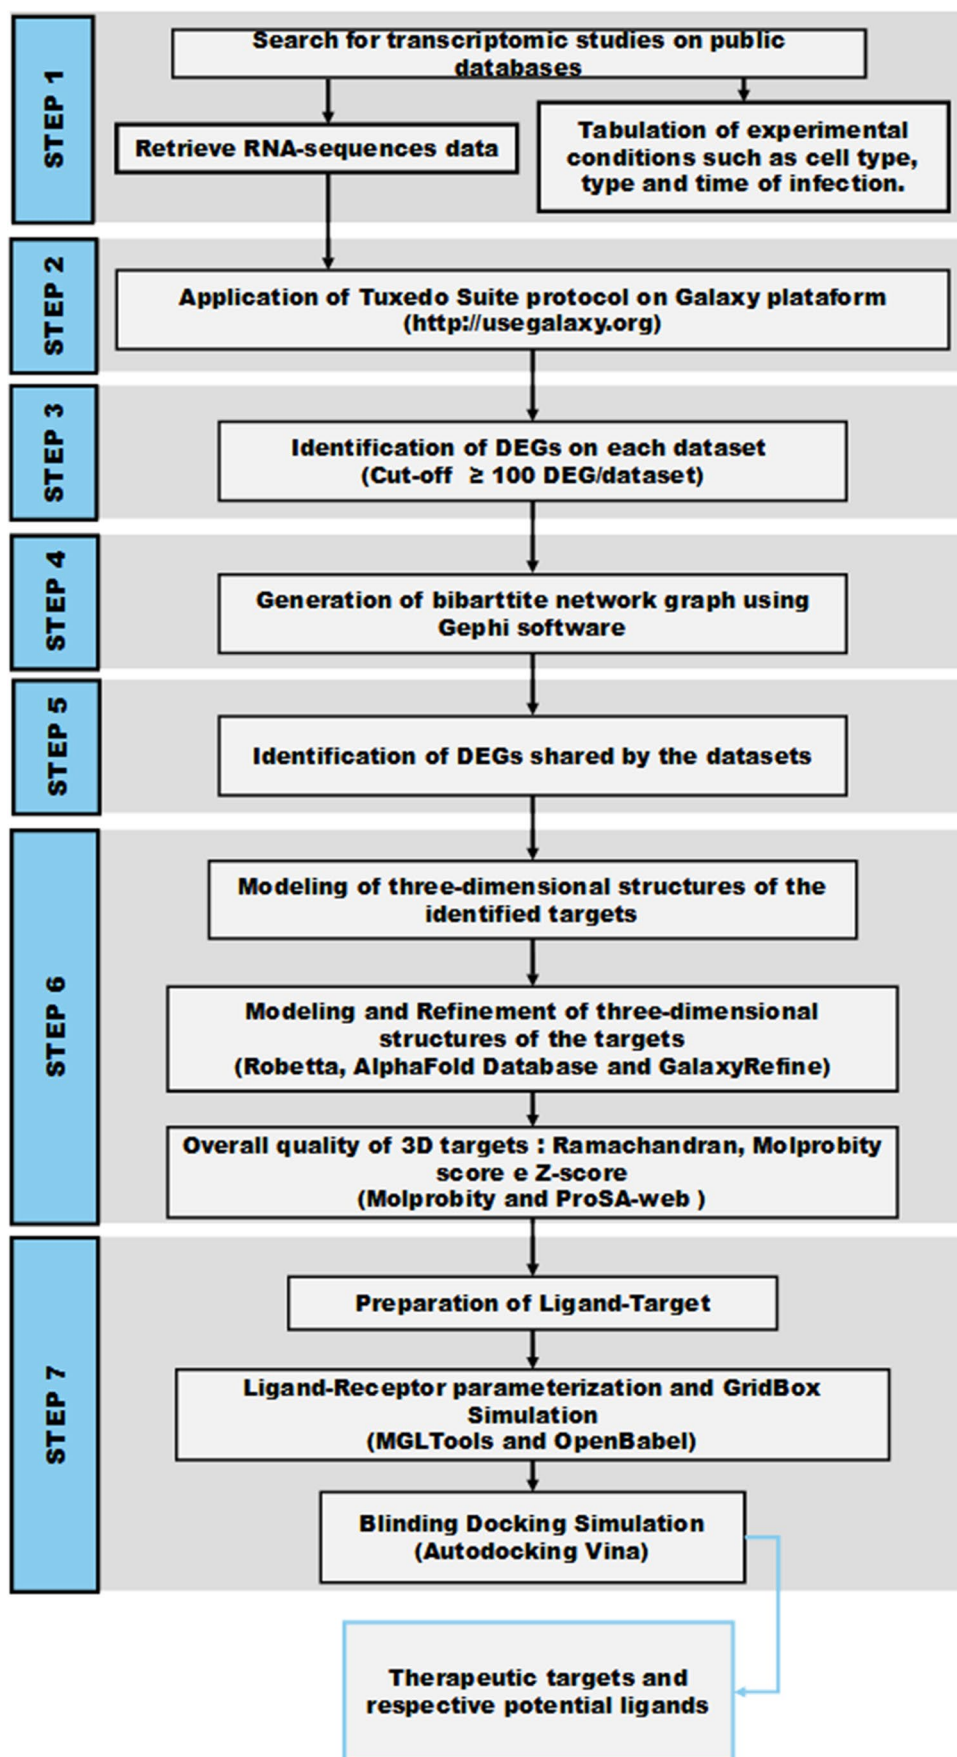 STEP 1
Search for transcriptomic studies on public
databases
Retrieve RNA-sequences data
Tabulation of experimental
conditions such as cell type,
type and time of infection.
STEP 2
Application of Tuxedo Suite protocol on Galaxy plataform
(http://usegalaxy.org)
STEP 3
Identification of DEGs on each dataset
(Cut-off ≥ 100 DEG/dataset)
STEP 4
Generation of bibarttite network graph using
Gephi software
STEP 5
Identification of DEGs shared by the datasets
STEP 6
Modeling of three-dimensional structures of the
identified targets
Modeling and Refinement of three-dimensional
structures of the targets
(Robetta, AlphaFold Database and GalaxyRefine)
Overall quality of 3D targets : Ramachandran, Molprobity
score e Z-score
(Molprobity and ProSA-web )
STEP 7
Preparation of Ligand-Target
Ligand-Receptor parameterization and GridBox
Simulation
(MGLTools and OpenBabel)
Blinding Docking Simulation
(Autodocking Vina)
Therapeutic targets and
respective potential ligands